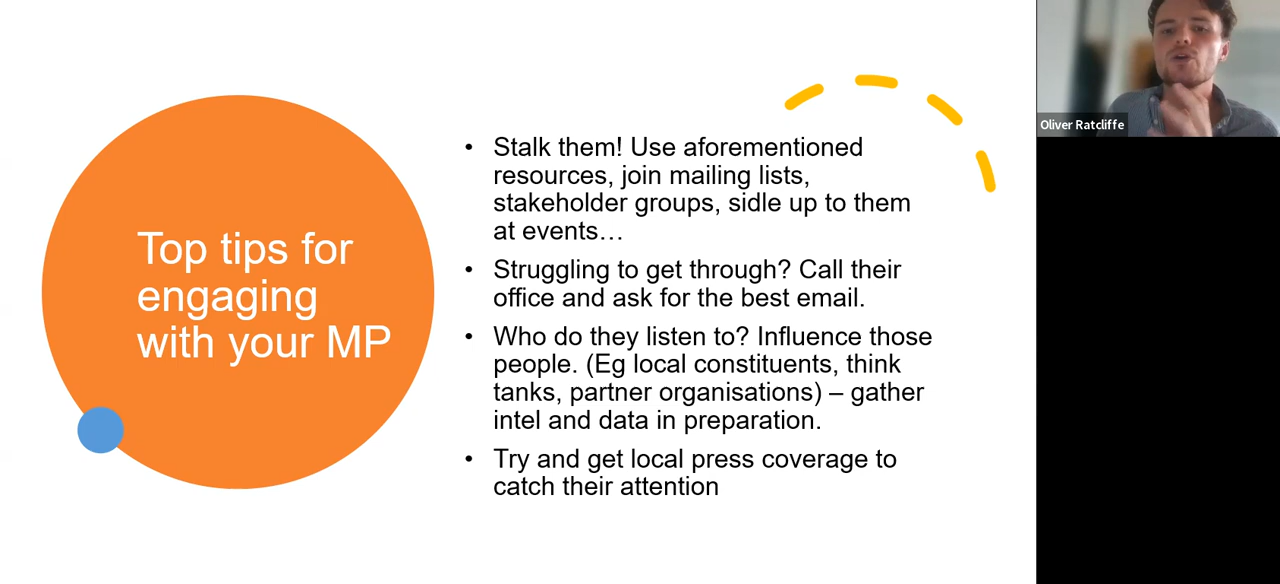 Top tips for
engaging
with your MP
• Stalk them! Use aforementioned
resources, join mailing lists,
stakeholder groups, sidle up to them
at events…
• Struggling to get through? Call their
office and ask for the best email.
• Who do they listen to? Influence those
people. (Eg local constituents, think
tanks, partner organisations) – gather
intel and data in preparation.
• Try and get local press coverage to
catch their attention
Oliver Ratcliffe